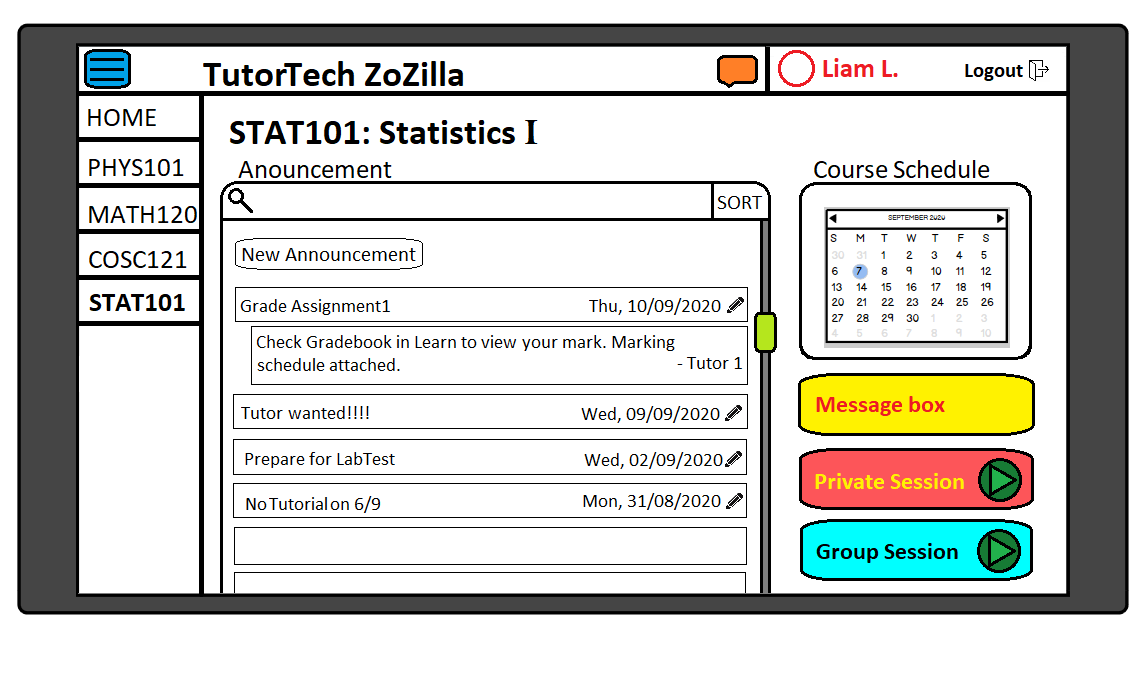 TutorTech ZoZilla
Liam L.
Logout
HOME
PHYS101
MATH120
COSC121
STAT101
STAT101: Statistics I
Anouncement
SORT
New Announcement
Grade Assignment1 Thu, 10/09/2020
Check Gradebook in Learn to view your mark. Marking
schedule attached.
- Tutor 1
Tutor wanted!!!! Wed, 09/09/2020
Prepare for LabTest Wed, 02/09/2020
No Tutorial on 6/9 Mon, 31/08/2020
Course Schedule
SEPTEMBER 2020
S M T W T F S
30 31 1 2 3 4 5
6 7 8 9 10 11 12
13 14 15 16 17 18 19
20 21 22 23 24 25 26
27 28 29 30 1 2 3
4 5 6 7 8 9 10
Message box
Private Session
Group Session